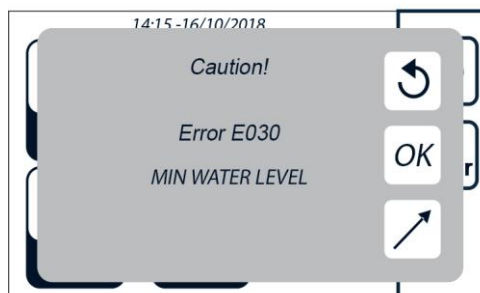 14:15 -16/10/2018
Caution!
Error E030
OK
MIN WATER LEVEL
r